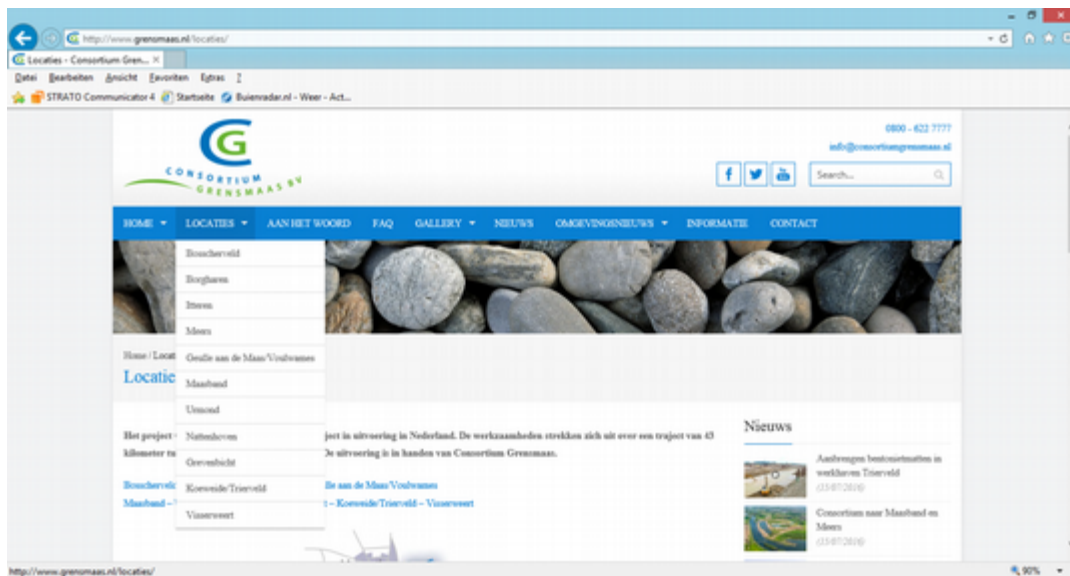 http://www.grensmaas.nl/locaties/
Locaties - Consortium Gren...
Datei Bearbeiten Ansicht Favoriten Extras ?
STRATO Communicator 4 Startseite Buienradar.nl - Weer - Act...
CONSORTIUM
GRENSMAAS BV
0800 - 622 7777
info@consortiumgrensmaas.nl
Search...
HOME LOCATIES AAN HET WOORD FAQ GALLERY NIEUWS OMGEVINGSNIEUWS INFORMATIE CONTACT
Bosscherveld
Borgharen
Itteren
Meers
Geulle aan de Maas/Voulwames
Maasband
Urmond
Nattenhoven
Grevenbicht
Koeweide/Trierveld
Visserweert
Home / Locat
Locatie
Het project ject in uitvoering in Nederland. De werkzaamheden strekken zich uit over een traject van 43
kilometer De uitvoering is in handen van Consortium Grensmaas.
Bosscherveld lle aan de Maas/Voulwames
Maasband – t – Koeweide/Trierveld – Visserweert
Nieuws
Aanbrengen bentonietmatten in
werkhaven Trierveld
(15/07/2016)
Consortium naar Maasband en
Meers
(15/07/2016)
http://www.grensmaas.nl/locaties/
90%